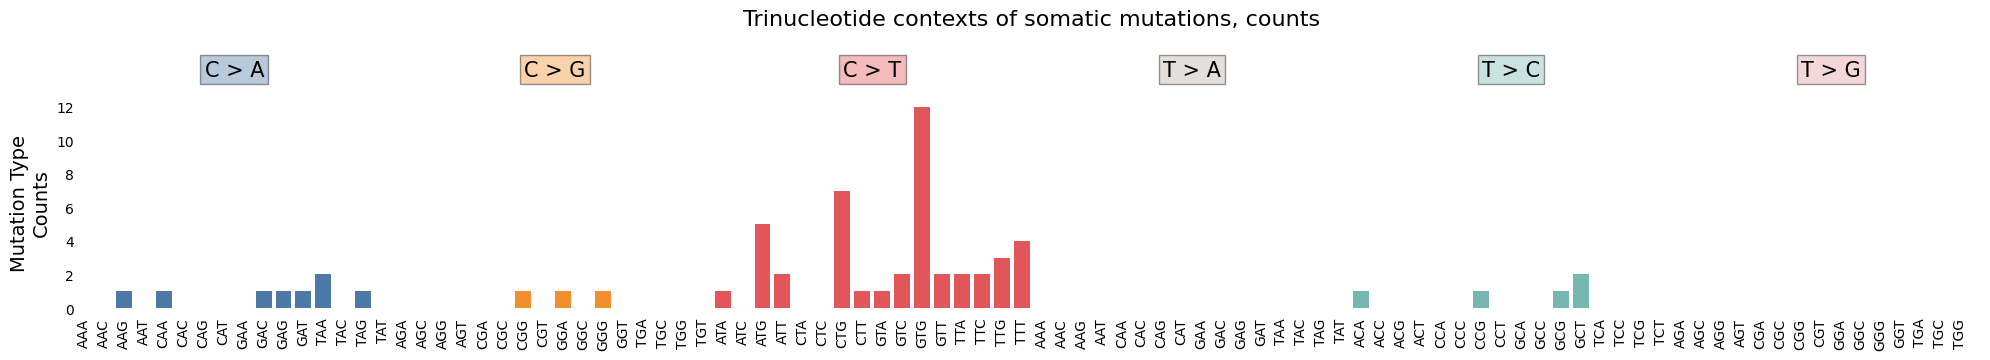 Trinucleotide contexts of somatic mutations, counts
C > A
C > G
C > T
T > A
T > C
T > G
Mutation Type
Counts
12
10
8
6
4
2
0
AAA
AAC
AAG
AAT
CAA
CAC
CAG
CAT
GAA
GAC
GAG
GAT
TAA
TAC
TAG
TAT
AGA
AGC
AGG
AGT
CGA
CGC
CGG
CGT
GGA
GGC
GGG
GGT
TGA
TGC
TGG
TGT
ATA
ATC
ATG
ATT
CTA
CTC
CTG
CTT
GTA
GTC
GTG
GTT
TTA
TTC
TTG
TTT
AAA
AAC
AAG
AAT
CAA
CAC
CAG
CAT
GAA
GAC
GAG
GAT
TAA
TAC
TAG
TAT
ACA
ACC
ACG
ACT
CCA
CCC
CCG
CCT
GCA
GCC
GCG
GCT
TCA
TCC
TCG
TCT
AGA
AGC
AGG
AGT
CGA
CGC
CGG
CGT
GGA
GGC
GGG
GGT
TGA
TGC
TGG